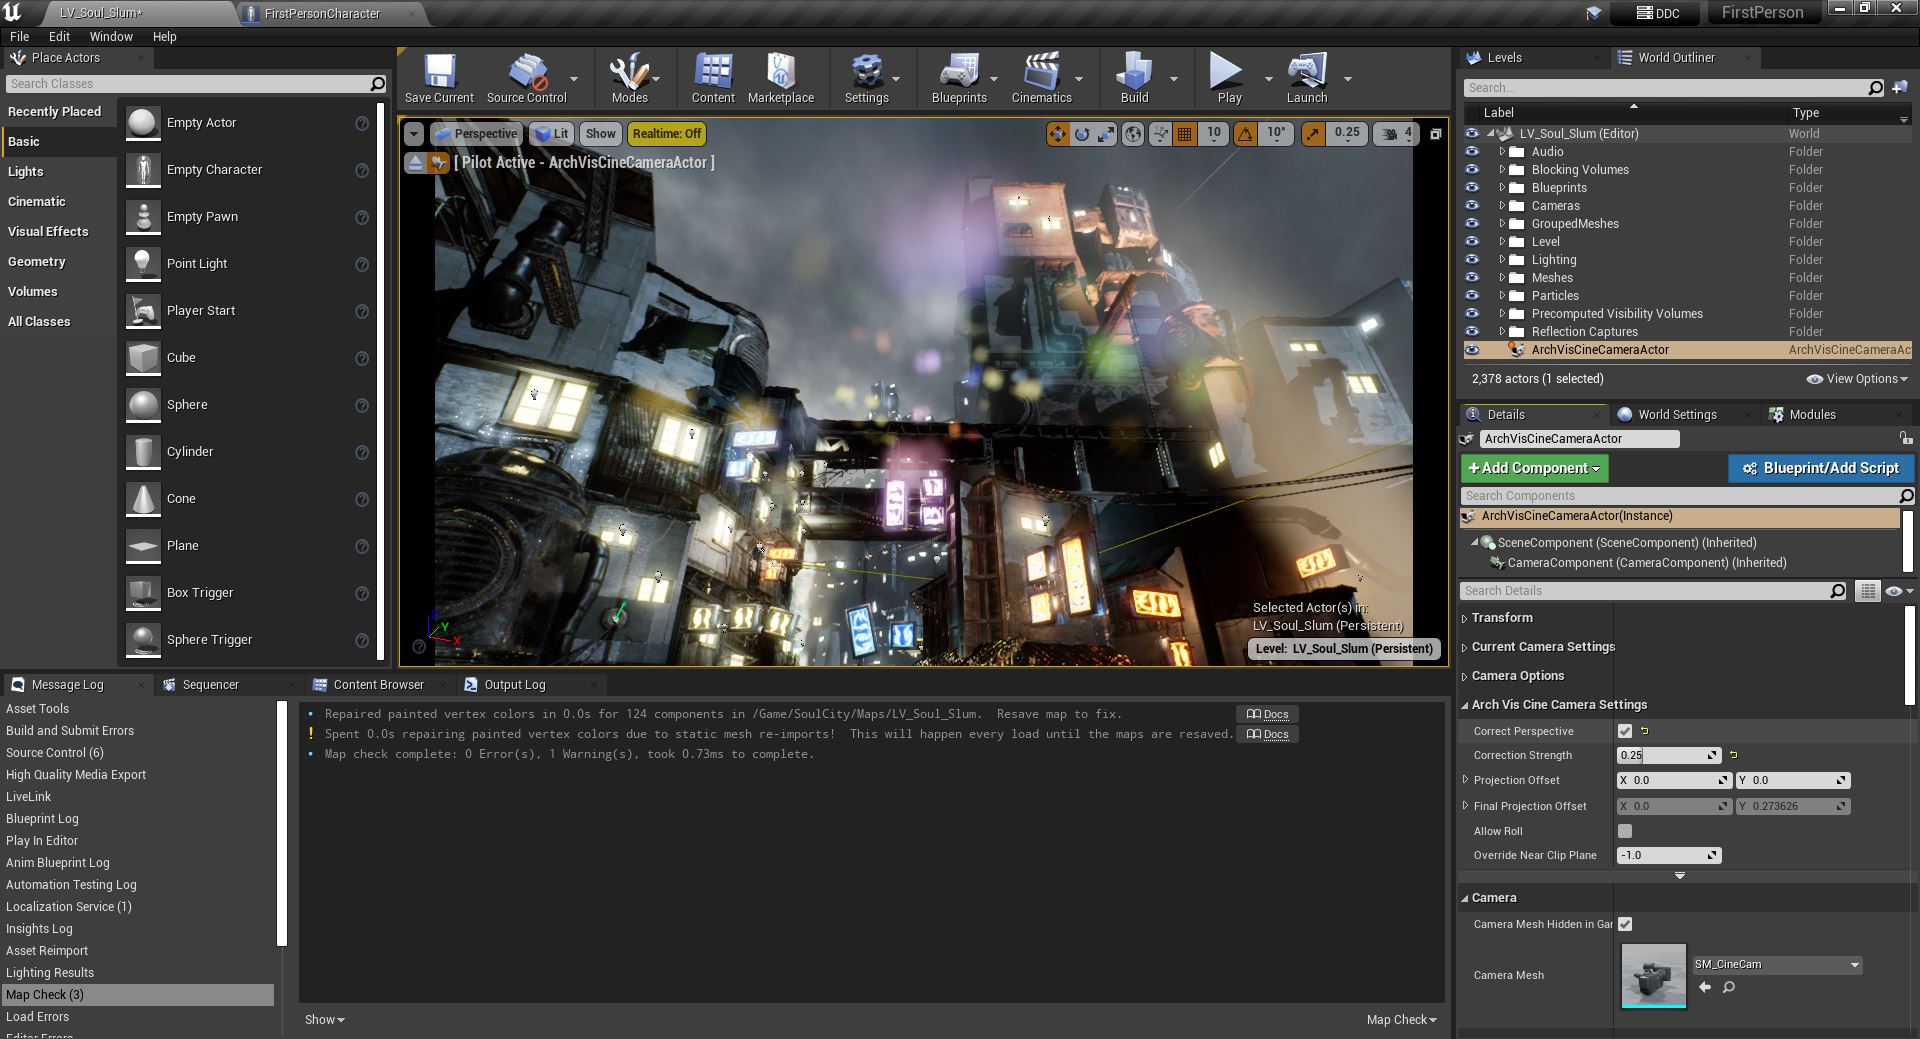 LV_Soul_Slum*
FirstPersonCharacter
DDC
FirstPerson
File Edit Window Help
Place Actors
Search Classes
Recently Placed
Basic
Lights
Cinematic
Visual Effects
Geometry
Volumes
All Classes
Empty Actor
Empty Character
Empty Pawn
Point Light
Player Start
Cube
Sphere
Cylinder
Cone
Plane
Box Trigger
Sphere Trigger
Save Current
Source Control
Modes
Content
Marketplace
Settings
Blueprints
Cinematics
Build
Play
Launch
Perspective
Lit
Show
Realtime: Off
10
10°
0.25
4
[ Pilot Active - ArchVisCineCameraActor ]
Y
X
Selected Actor(s) in:
LV_Soul_Slum (Persistent)
Level: LV_Soul_Slum (Persistent)
Levels
World Outliner
Search...
Label Type
LV_Soul_Slum (Editor) World
Audio Folder
Blocking Volumes Folder
Blueprints Folder
Cameras Folder
GroupedMeshes Folder
Level Folder
Lighting Folder
Meshes Folder
Particles Folder
Precomputed Visibility Volumes Folder
Reflection Captures Folder
ArchVisCineCameraActor ArchVisCineCameraAc
2,378 actors (1 selected)
View Options
Details
World Settings
Modules
ArchVisCineCameraActor
+ Add Component
Blueprint/Add Script
Search Components
ArchVisCineCameraActor(Instance)
SceneComponent (SceneComponent) (Inherited)
CameraComponent (CameraComponent) (Inherited)
Search Details
Transform
Current Camera Settings
Camera Options
Arch Vis Cine Camera Settings
Correct Perspective
Correction Strength 0.25
Projection Offset X 0.0 Y 0.0
Final Projection Offset X 0.0 Y 0.273626
Allow Roll
Override Near Clip Plane -1.0
Camera
Camera Mesh Hidden in Gar
Camera Mesh
SM_CineCam
Message Log
Sequencer
Content Browser
Output Log
Asset Tools
Build and Submit Errors
Source Control (6)
High Quality Media Export
LiveLink
Blueprint Log
Play In Editor
Anim Blueprint Log
Automation Testing Log
Localization Service (1)
Insights Log
Asset Reimport
Lighting Results
Map Check (3)
Load Errors
Editor Errors
Repaired painted vertex colors in 0.0s for 124 components in /Game/SoulCity/Maps/LV_Soul_Slum. Resave map to fix. Docs
Spent 0.0s repairing painted vertex colors due to static mesh re-imports! This will happen every load until the maps are resaved. Docs
Map check complete: 0 Error(s), 1 Warning(s), took 0.73ms to complete.
Show
Map Check